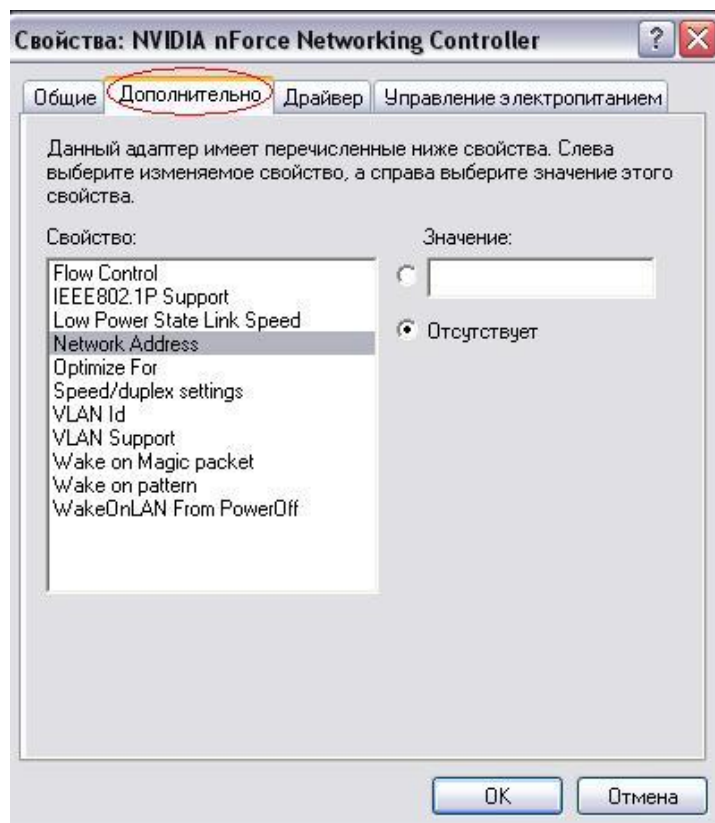 Свойства: NVIDIA nForce Networking Controller
Общие Дополнительно Драйвер Управление электропитанием
Данный адаптер имеет перечисленные ниже свойства. Слева
выберите изменяемое свойство, а справа выберите значение этого
свойства.
Свойство:
Flow Control
IEEE802.1P Support
Low Power State Link Speed
Network Address
Optimize For
Speed/duplex settings
VLAN Id
VLAN Support
Wake on Magic packet
Wake on pattern
WakeOnLAN From PowerOff
Значение:
Отсутствует
OK Отмена